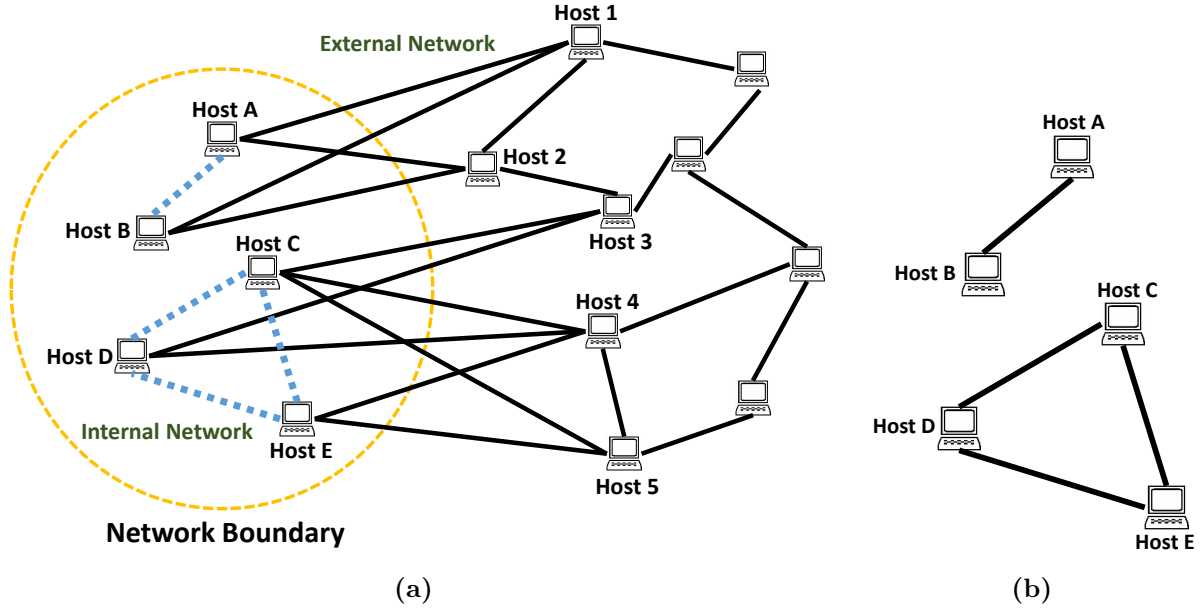 Host 1
External Network
Host A
Host 2
Host B
Host C
Host 3
Host 4
Host D
Internal Network
Host E
Host 5
Network Boundary
(a)
Host A
Host B
Host C
Host D
Host E
(b)